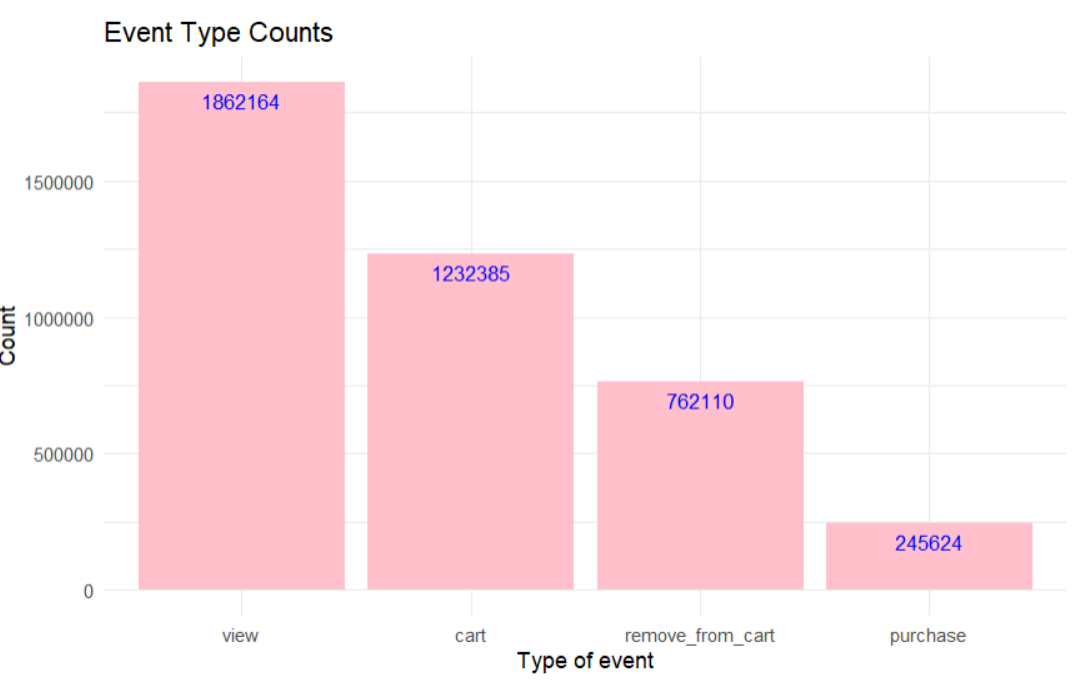 Event Type Counts
1862164
1232385
762110
245624
1500000
1000000
500000
0
Count
view
cart
remove_from_cart
purchase
Type of event